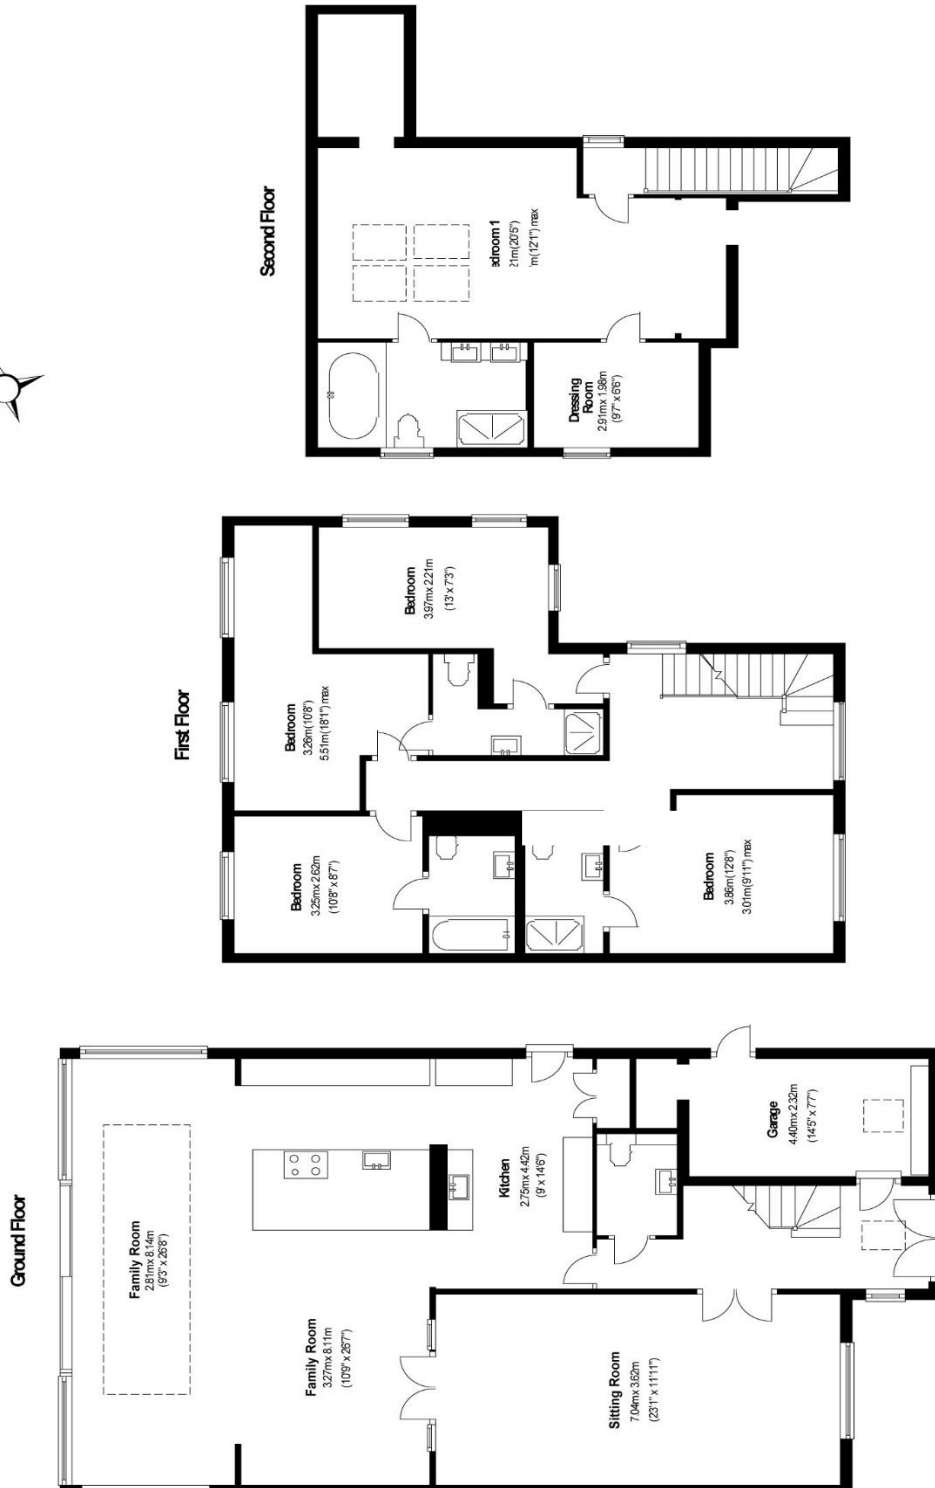 Second Floor
21m(20'5")
m(12'1") max
Dressing
Room
2.91m x 1.98m
(9'7" x 6'6")
First Floor
Bedroom
3.97m x 2.21m
(13' x 7'3")
Bedroom
3.26m(10'8")
5.51m(18'1") max
Bedroom
3.25m x 2.62m
(10'8" x 8'7")
Bedroom
3.86m(12'8")
3.01m(9'11") max
Ground Floor
Family Room
2.81m x 8.14m
(9'3" x 26'8")
Family Room
3.27m x 8.11m
(10'9" x 26'7")
Kitchen
2.75m x 4.42m
(9' x 14'6")
Garage
4.40m x 2.32m
(14'5" x 7'7")
Sitting Room
7.04m x 3.62m
(23'1" x 11'11")